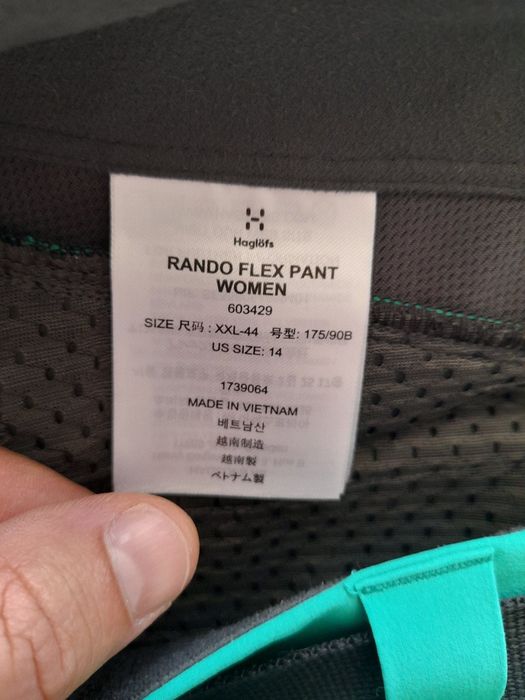 Haglöfs
RANDO FLEX PANT
WOMEN
603429
SIZE 尺码 : XXL-44 号型: 175/90B
US SIZE: 14
1739064
MADE IN VIETNAM
베트남산
越南制造
越南製
ベトナム製